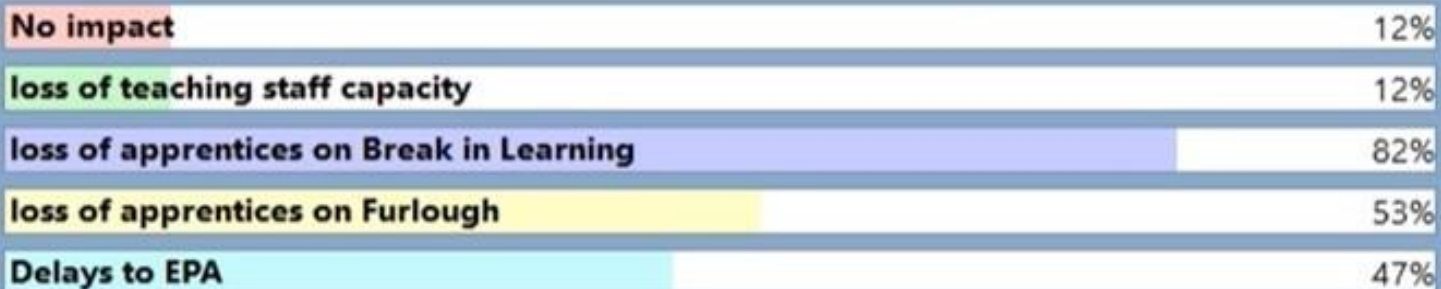 No impact 12%
loss of teaching staff capacity 12%
loss of apprentices on Break in Learning 82%
loss of apprentices on Furlough 53%
Delays to EPA 47%